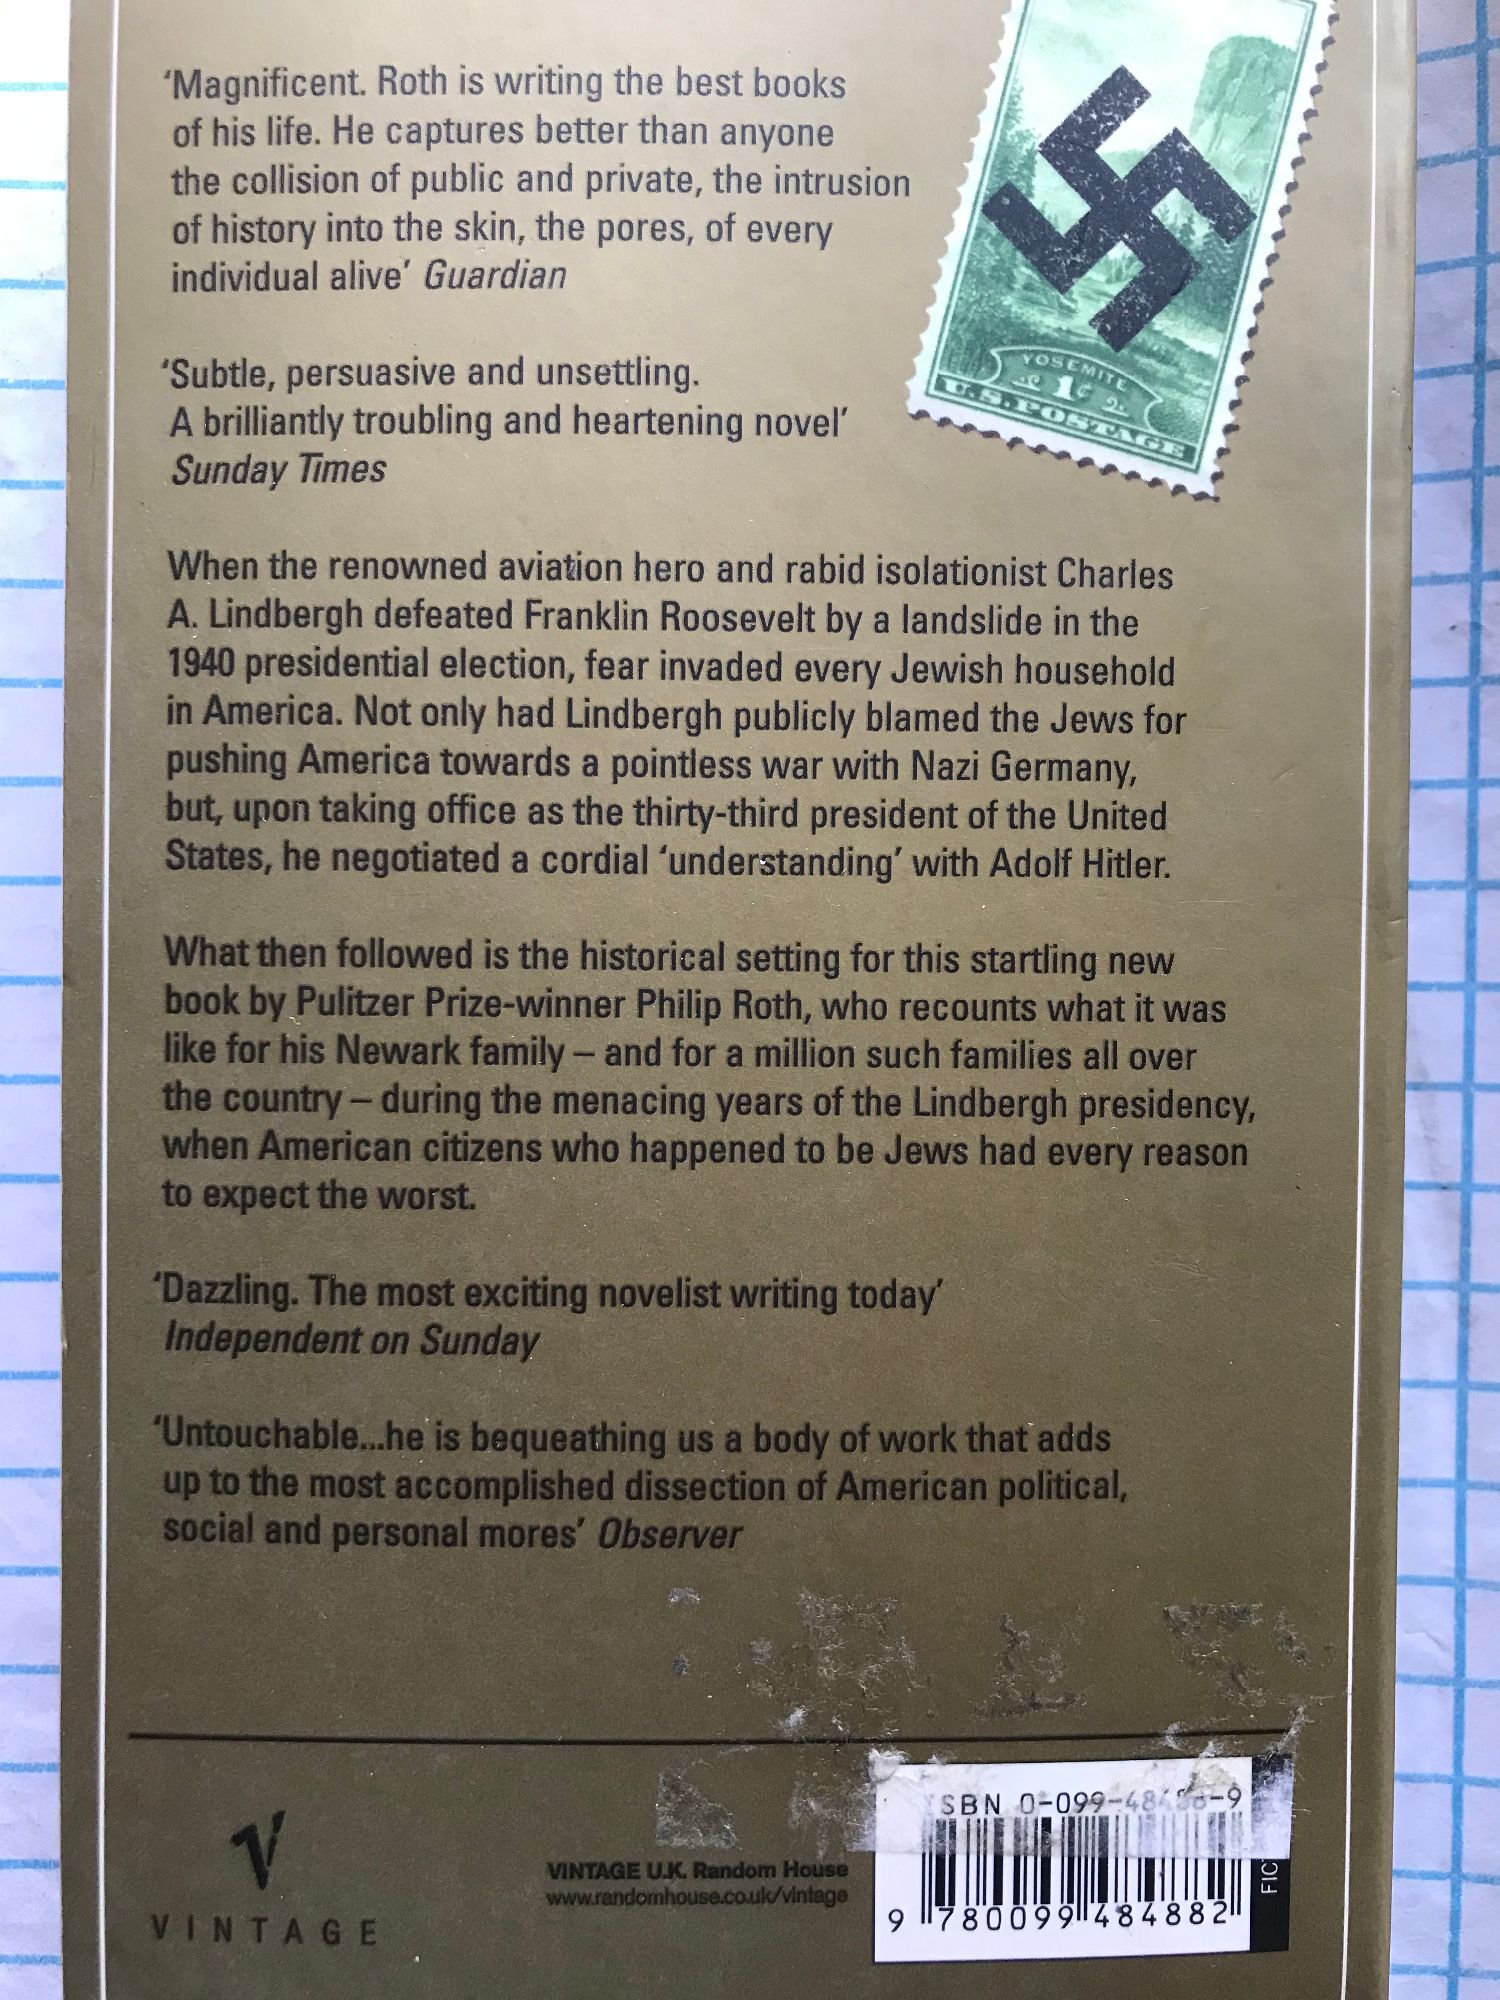 ‘Magnificent. Roth is writing the best books
of his life. He captures better than anyone
the collision of public and private, the intrusion
of history into the skin, the pores, of every
individual alive’ Guardian
YOSEMITE
1¢
U.S. POSTAGE
‘Subtle, persuasive and unsettling.
A brilliantly troubling and heartening novel’
Sunday Times
When the renowned aviation hero and rabid isolationist Charles
A. Lindbergh defeated Franklin Roosevelt by a landslide in the
1940 presidential election, fear invaded every Jewish household
in America. Not only had Lindbergh publicly blamed the Jews for
pushing America towards a pointless war with Nazi Germany,
but, upon taking office as the thirty-third president of the United
States, he negotiated a cordial ‘understanding’ with Adolf Hitler.
What then followed is the historical setting for this startling new
book by Pulitzer Prize-winner Philip Roth, who recounts what it was
like for his Newark family – and for a million such families all over
the country – during the menacing years of the Lindbergh presidency,
when American citizens who happened to be Jews had every reason
to expect the worst.
‘Dazzling. The most exciting novelist writing today’
Independent on Sunday
‘Untouchable...he is bequeathing us a body of work that adds
up to the most accomplished dissection of American political,
social and personal mores’ Observer
V
VINTAGE
VINTAGE U.K. Random House
www.randomhouse.co.uk/vintage
ISBN
9 780099 484882